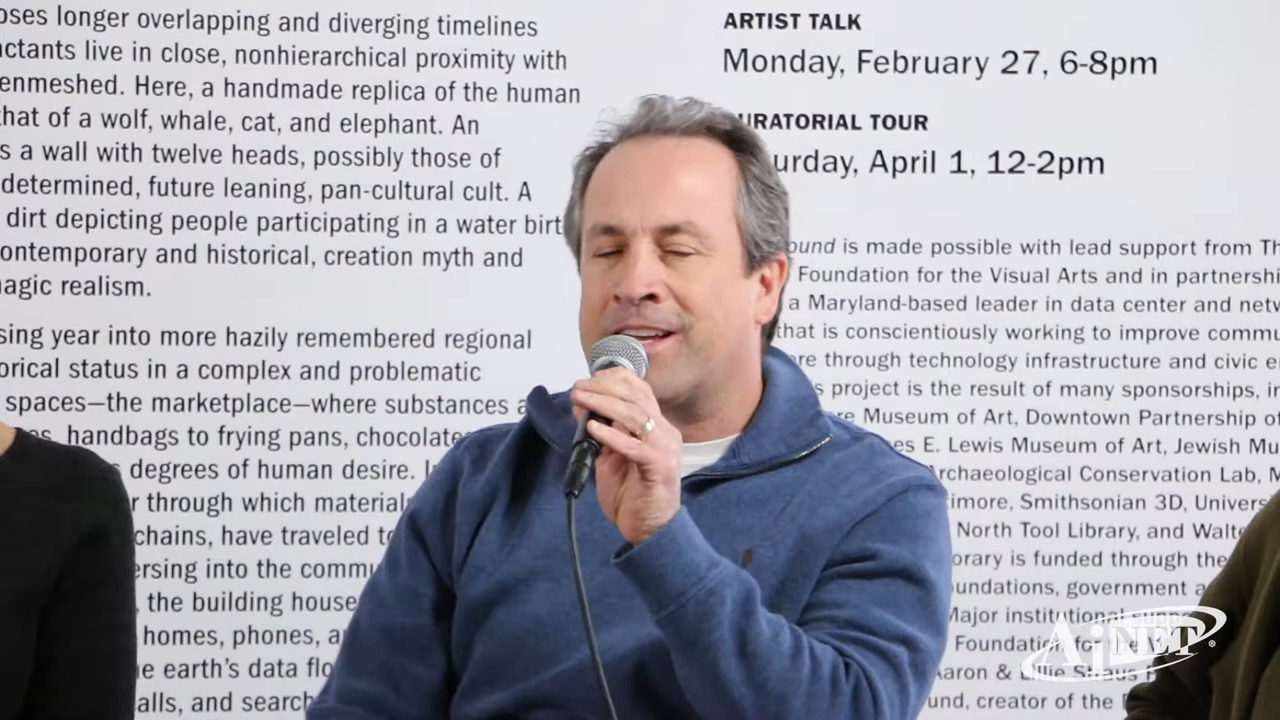 oses longer overlapping and diverging timelines
actants live in close, nonhierarchical proximity with
enmeshed. Here, a handmade replica of the human
that of a wolf, whale, cat, and elephant. An
s a wall with twelve heads, possibly those of
determined, future leaning, pan-cultural cult. A
dirt depicting people participating in a water birt
ontemporary and historical, creation myth and
agic realism.
sing year into more hazily remembered regional
orical status in a complex and problematic
spaces—the marketplace—where substances a
es, handbags to frying pans, chocolate
degrees of human desire. I
r through which material
chains, have traveled to
ersing into the commu
, the building house
homes, phones, a
e earth's data flo
alls, and search
ARTIST TALK
Monday, February 27, 6-8pm
URATORIAL TOUR
urday, April 1, 12-2pm
ound is made possible with lead support from Th
Foundation for the Visual Arts and in partnershi
a Maryland-based leader in data center and netw
that is conscientiously working to improve commu
re through technology infrastructure and civic e
s project is the result of many sponsorships, i
re Museum of Art, Downtown Partnership of
es E. Lewis Museum of Art, Jewish Mu
Archaeological Conservation Lab, M
imore, Smithsonian 3D, Univers
North Tool Library, and Walte
orary is funded through the
oundations, government a
Major institutional supp
Foundation for the
Aaron & Lillie Straus
und, creator of the
AjNET®